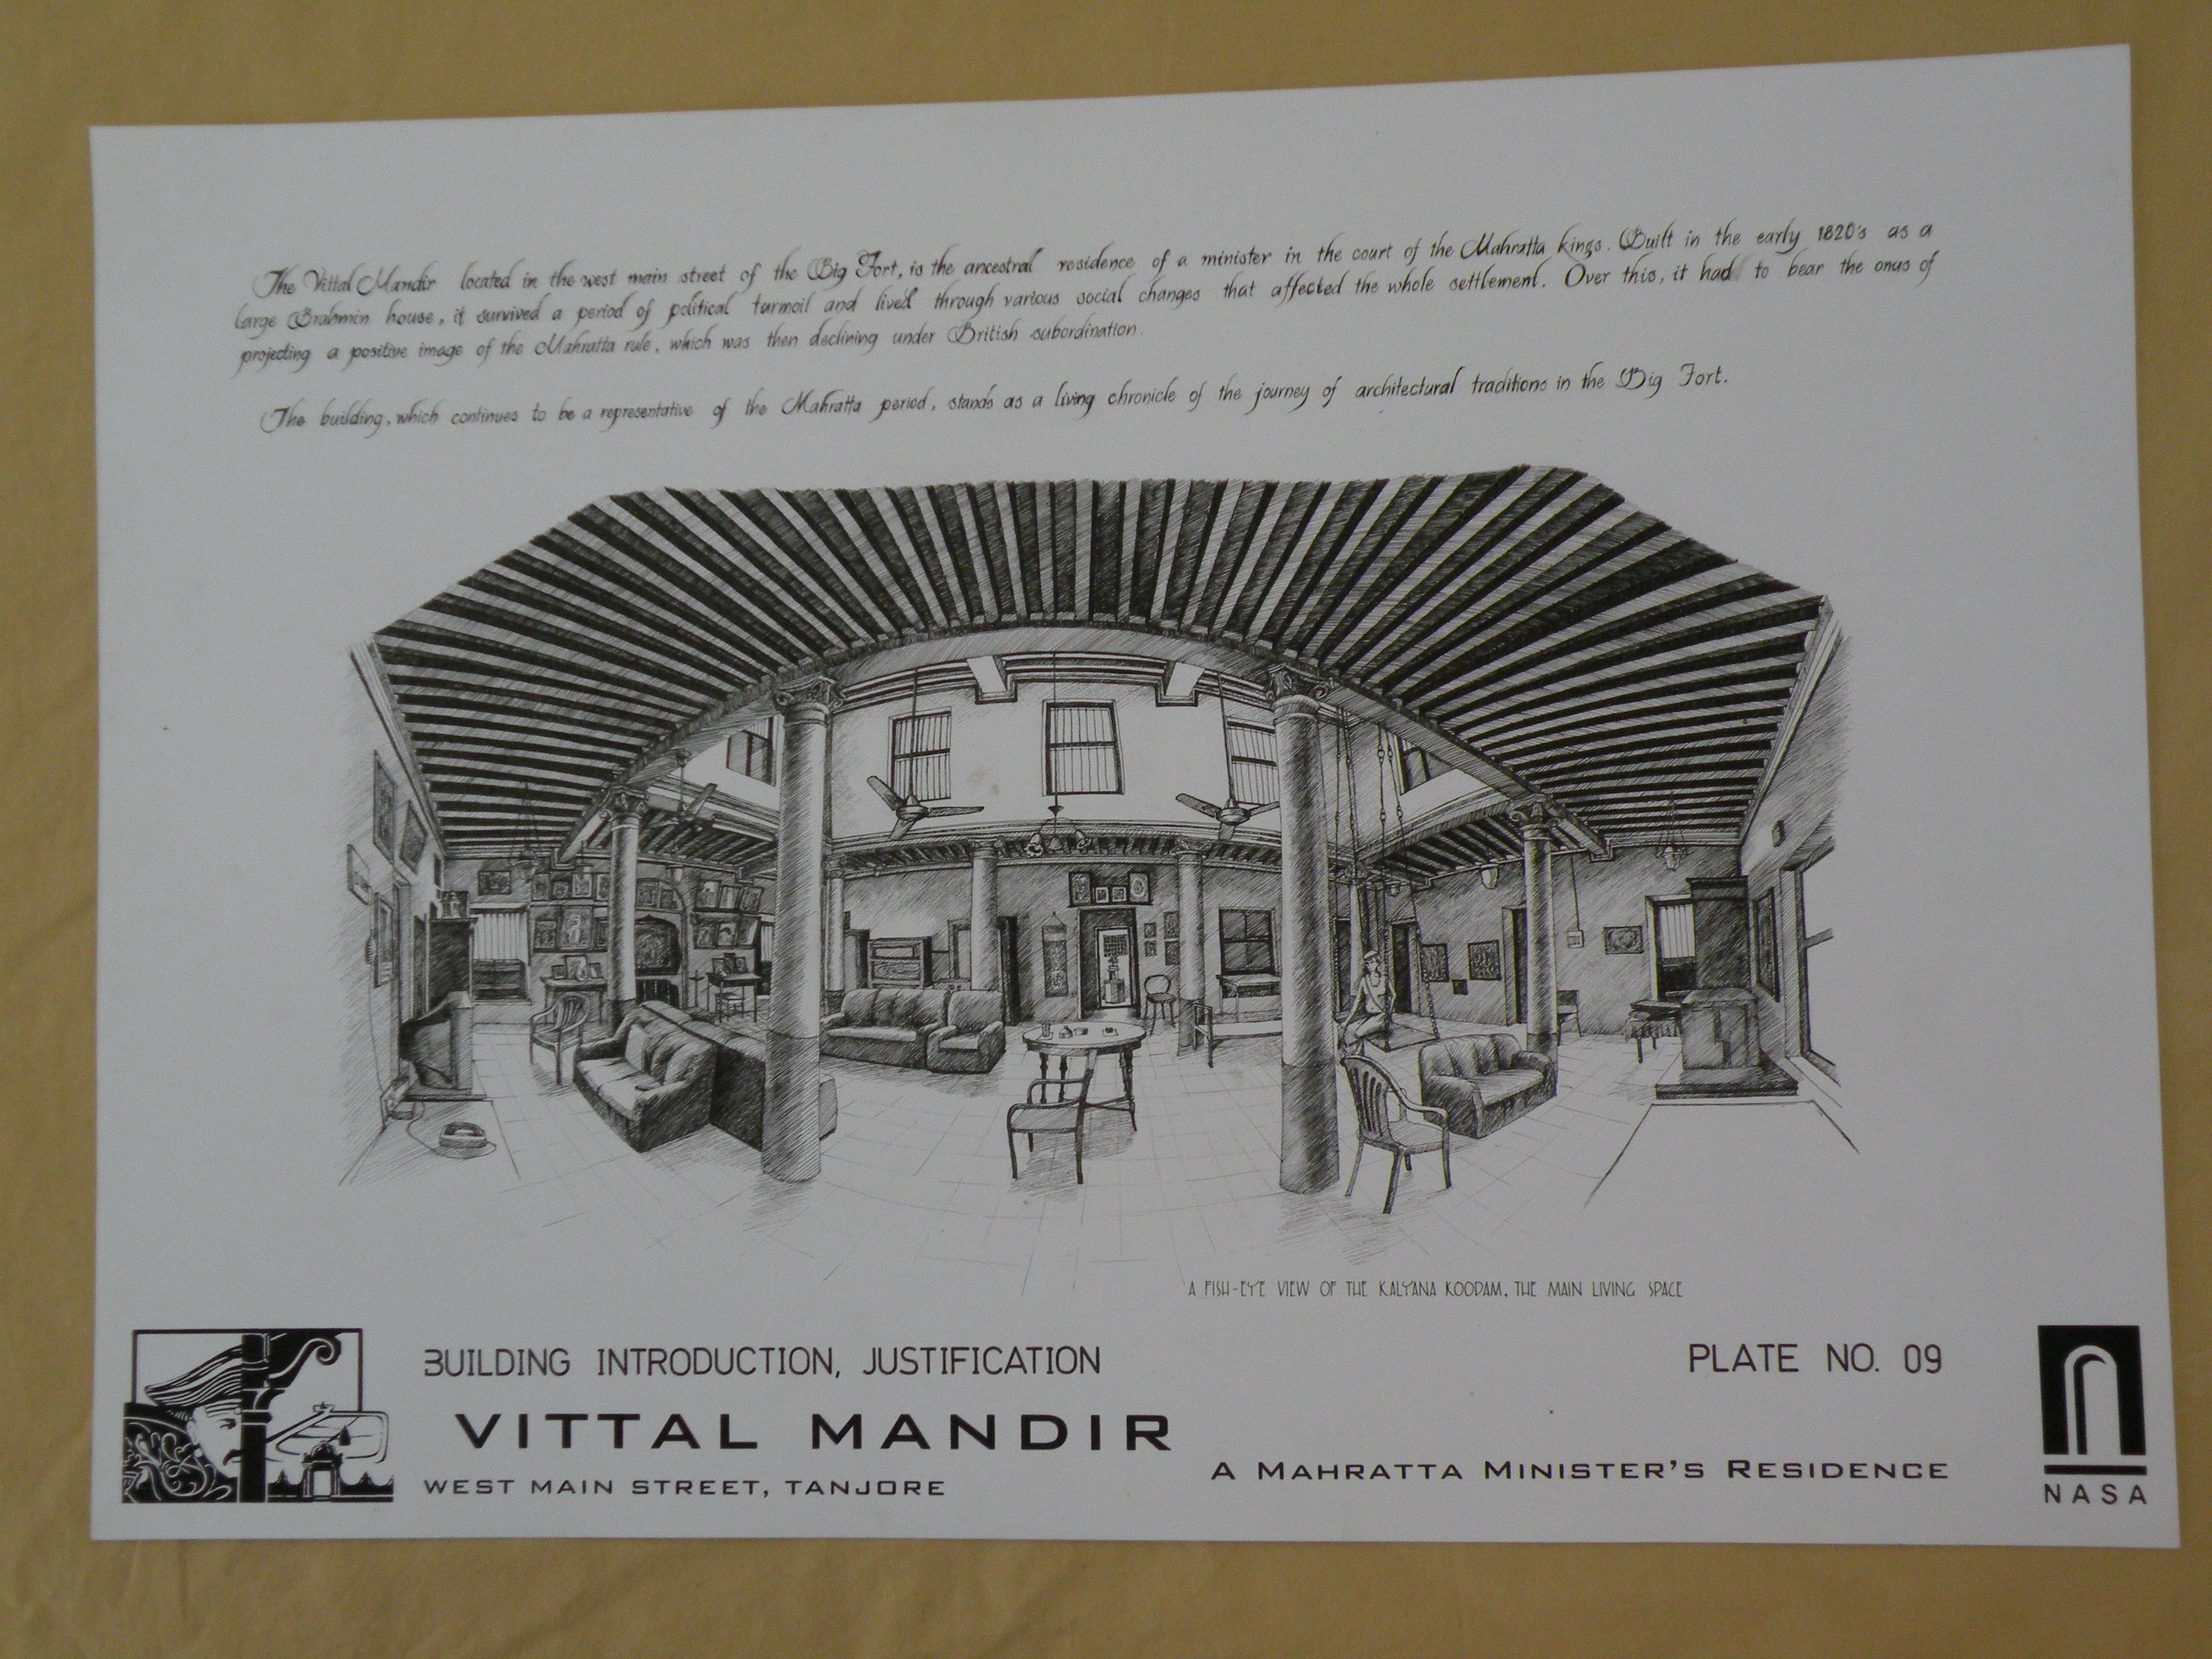 The Vittal Mandir located in the west main street of the Big Fort, is the ancestral residence of a minister in the court of the Mahratta kings. Built in the early 1820's as a
large Brahmin house, it survived a period of political turmoil and lived through various social changes that affected the whole settlement. Over this, it had to bear the onus of
projecting a positive image of the Mahratta rule, which was then declining under British subordination.
The building, which continues to be a representative of the Mahratta period, stands as a living chronicle of the journey of architectural traditions in the Big Fort.
A FISH-EYE VIEW OF THE KALYANA KOODAM, THE MAIN LIVING SPACE
BUILDING INTRODUCTION, JUSTIFICATION
PLATE NO. 09
VITTAL MANDIR
WEST MAIN STREET, TANJORE
A MAHRATTA MINISTER'S RESIDENCE
NASA